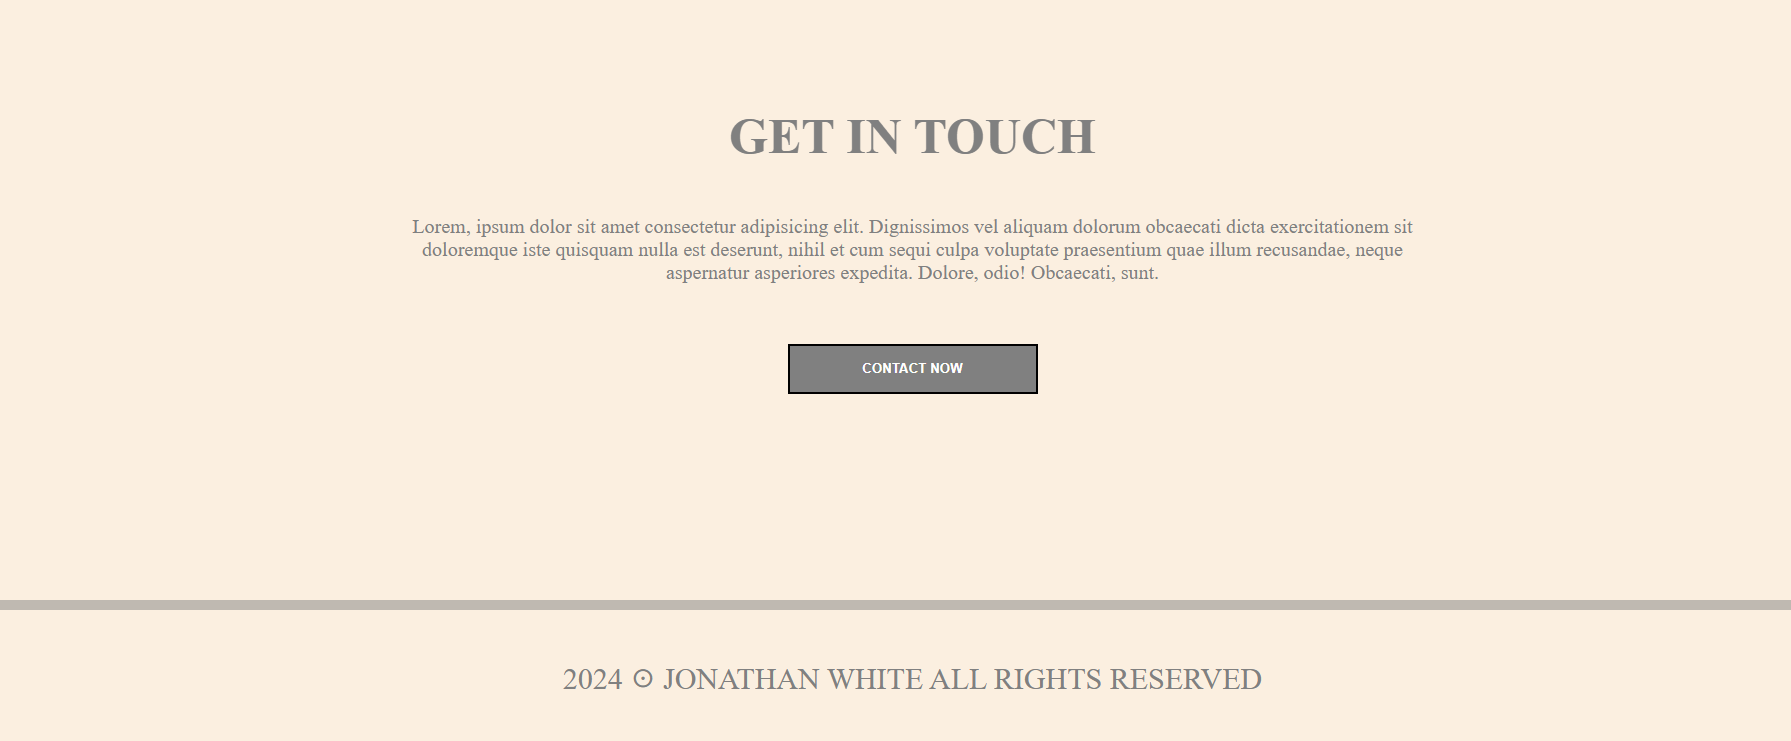 GET IN TOUCH
Lorem, ipsum dolor sit amet consectetur adipisicing elit. Dignissimos vel aliquam dolorum obcaecati dicta exercitationem sit
doloremque iste quisquam nulla est deserunt, nihil et cum sequi culpa voluptate praesentium quae illum recusandae, neque
aspernatur asperiores expedita. Dolore, odio! Obcaecati, sunt.
CONTACT NOW
2024 ⊙ JONATHAN WHITE ALL RIGHTS RESERVED